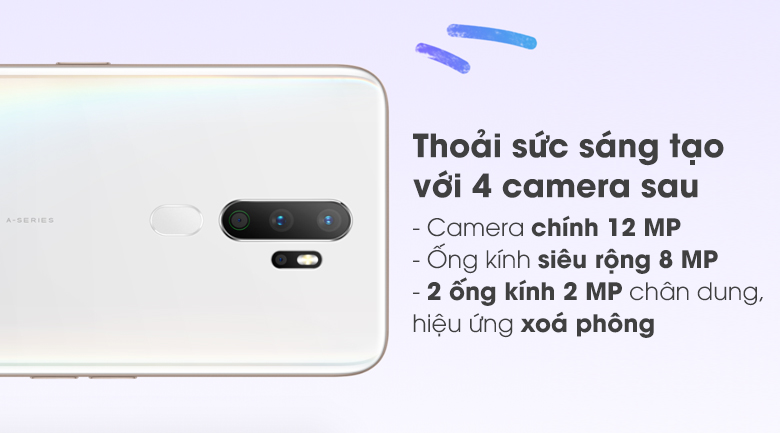 A-SERIES
Thoải sức sáng tạo
với 4 camera sau
- Camera chính 12 MP
- Ống kính siêu rộng 8 MP
- 2 ống kính 2 MP chân dung,
hiệu ứng xoá phông